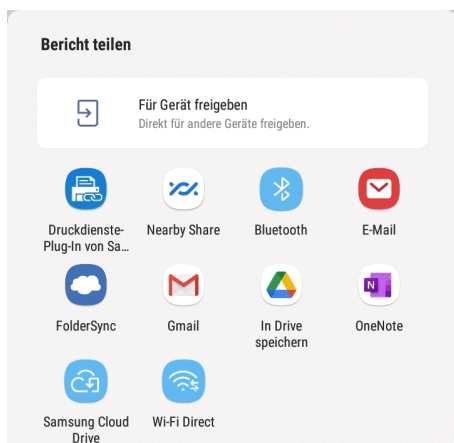 Bericht teilen
Für Gerät freigeben
Direkt für andere Geräte freigeben.
Druckdienste-
Plug-In von Sa...
Nearby Share
Bluetooth
E-Mail
FolderSync
Gmail
In Drive
speichern
N
OneNote
Samsung Cloud
Drive
Wi-Fi Direct